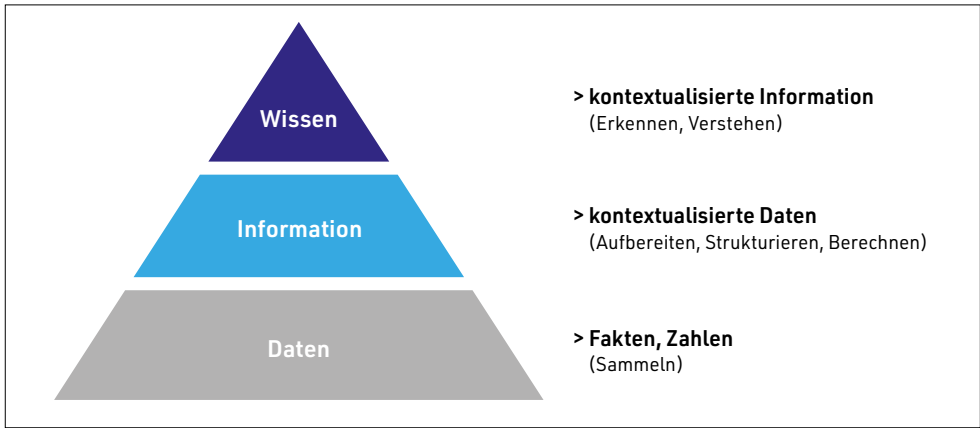 Wissen
> kontextualisierte Information
(Erkennen, Verstehen)
Information
> kontextualisierte Daten
(Aufbereiten, Strukturieren, Berechnen)
Daten
> Fakten, Zahlen
(Sammeln)